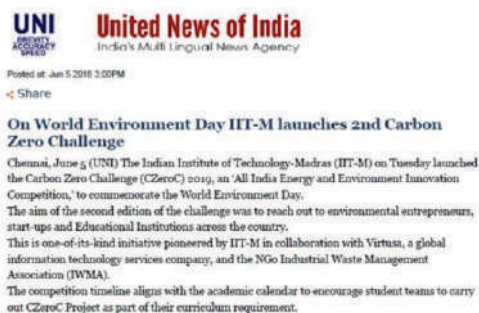 UNI
BREVITY
ACCURACY
SPEED
United News of India
India's Multi Lingual News Agency
Posted at: Jun 5 2018 3:00PM
Share
On World Environment Day IIT-M launches 2nd Carbon
Zero Challenge
Chennai, June 5 (UNI) The Indian Institute of Technology-Madras (IIT-M) on Tuesday launched
the Carbon Zero Challenge (CZeroC) 2019, an 'All India Energy and Environment Innovation
Competition,' to commemorate the World Environment Day.
The aim of the second edition of the challenge was to reach out to environmental entrepreneurs,
start-ups and Educational Institutions across the country.
This is one-of-its-kind initiative pioneered by IIT-M in collaboration with Virtusa, a global
information technology services company, and the NGo Industrial Waste Management
Association (IWMA).
The competition timeline aligns with the academic calendar to encourage student teams to carry
out CZeroC Project as part of their curriculum requirement.